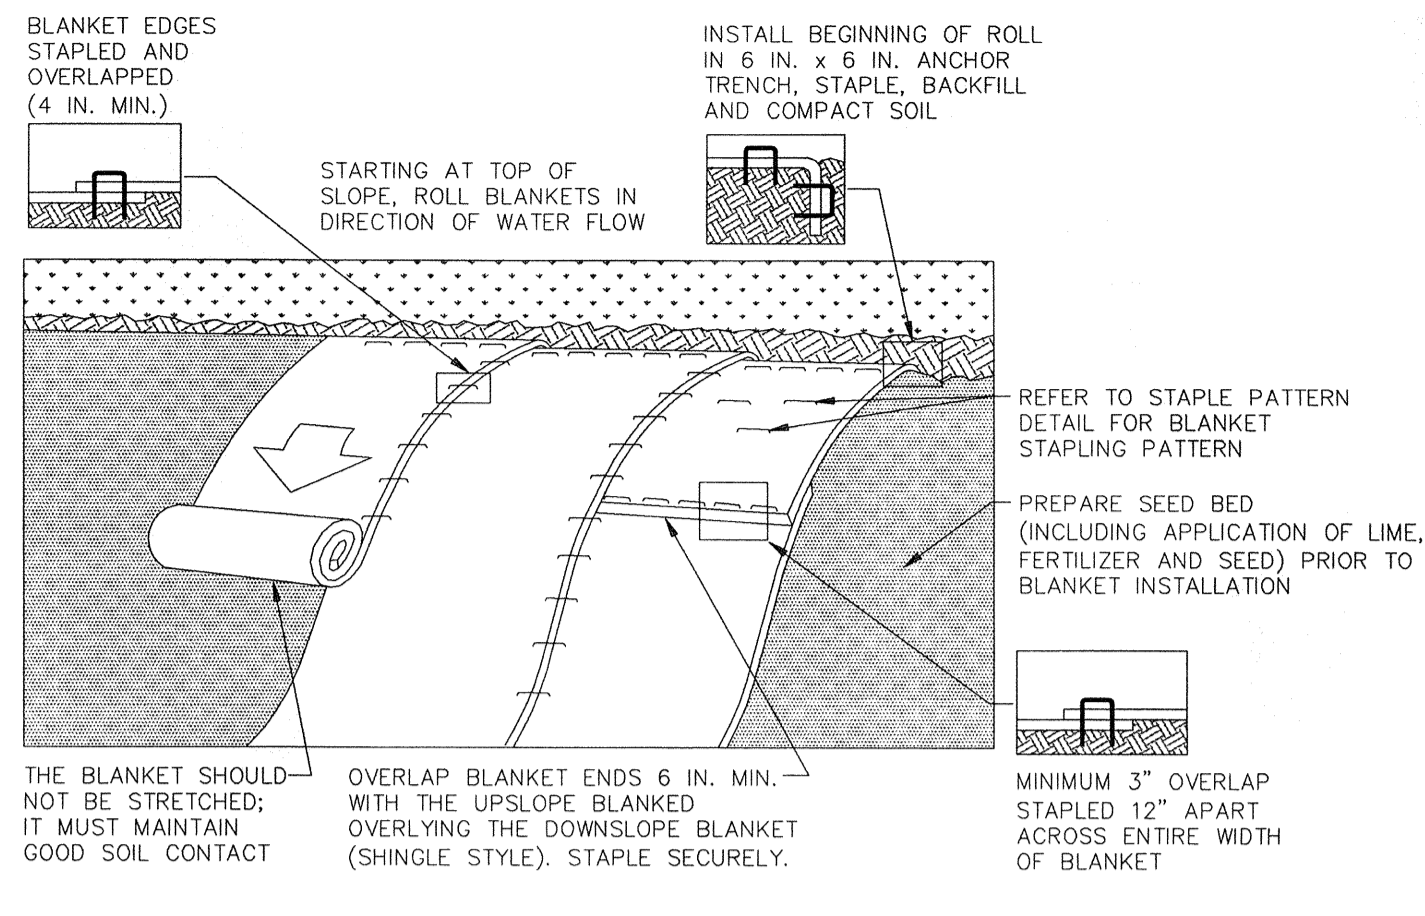 BLANKET EDGES
STAPLED AND
OVERLAPPED
(4 IN. MIN.)
INSTALL BEGINNING OF ROLL
IN 6 IN. x 6 IN. ANCHOR
TRENCH, STAPLE, BACKFILL
AND COMPACT SOIL
STARTING AT TOP OF
SLOPE, ROLL BLANKETS IN
DIRECTION OF WATER FLOW
REFER TO STAPLE PATTERN
DETAIL FOR BLANKET
STAPLING PATTERN
PREPARE SEED BED
(INCLUDING APPLICATION OF LIME,
FERTILIZER AND SEED) PRIOR TO
BLANKET INSTALLATION
THE BLANKET SHOULD
NOT BE STRETCHED;
IT MUST MAINTAIN
GOOD SOIL CONTACT
OVERLAP BLANKET ENDS 6 IN. MIN.
WITH THE UPSLOPE BLANKED
OVERLYING THE DOWNSLOPE BLANKET
(SHINGLE STYLE). STAPLE SECURELY.
MINIMUM 3" OVERLAP
STAPLED 12" APART
ACROSS ENTIRE WIDTH
OF BLANKET